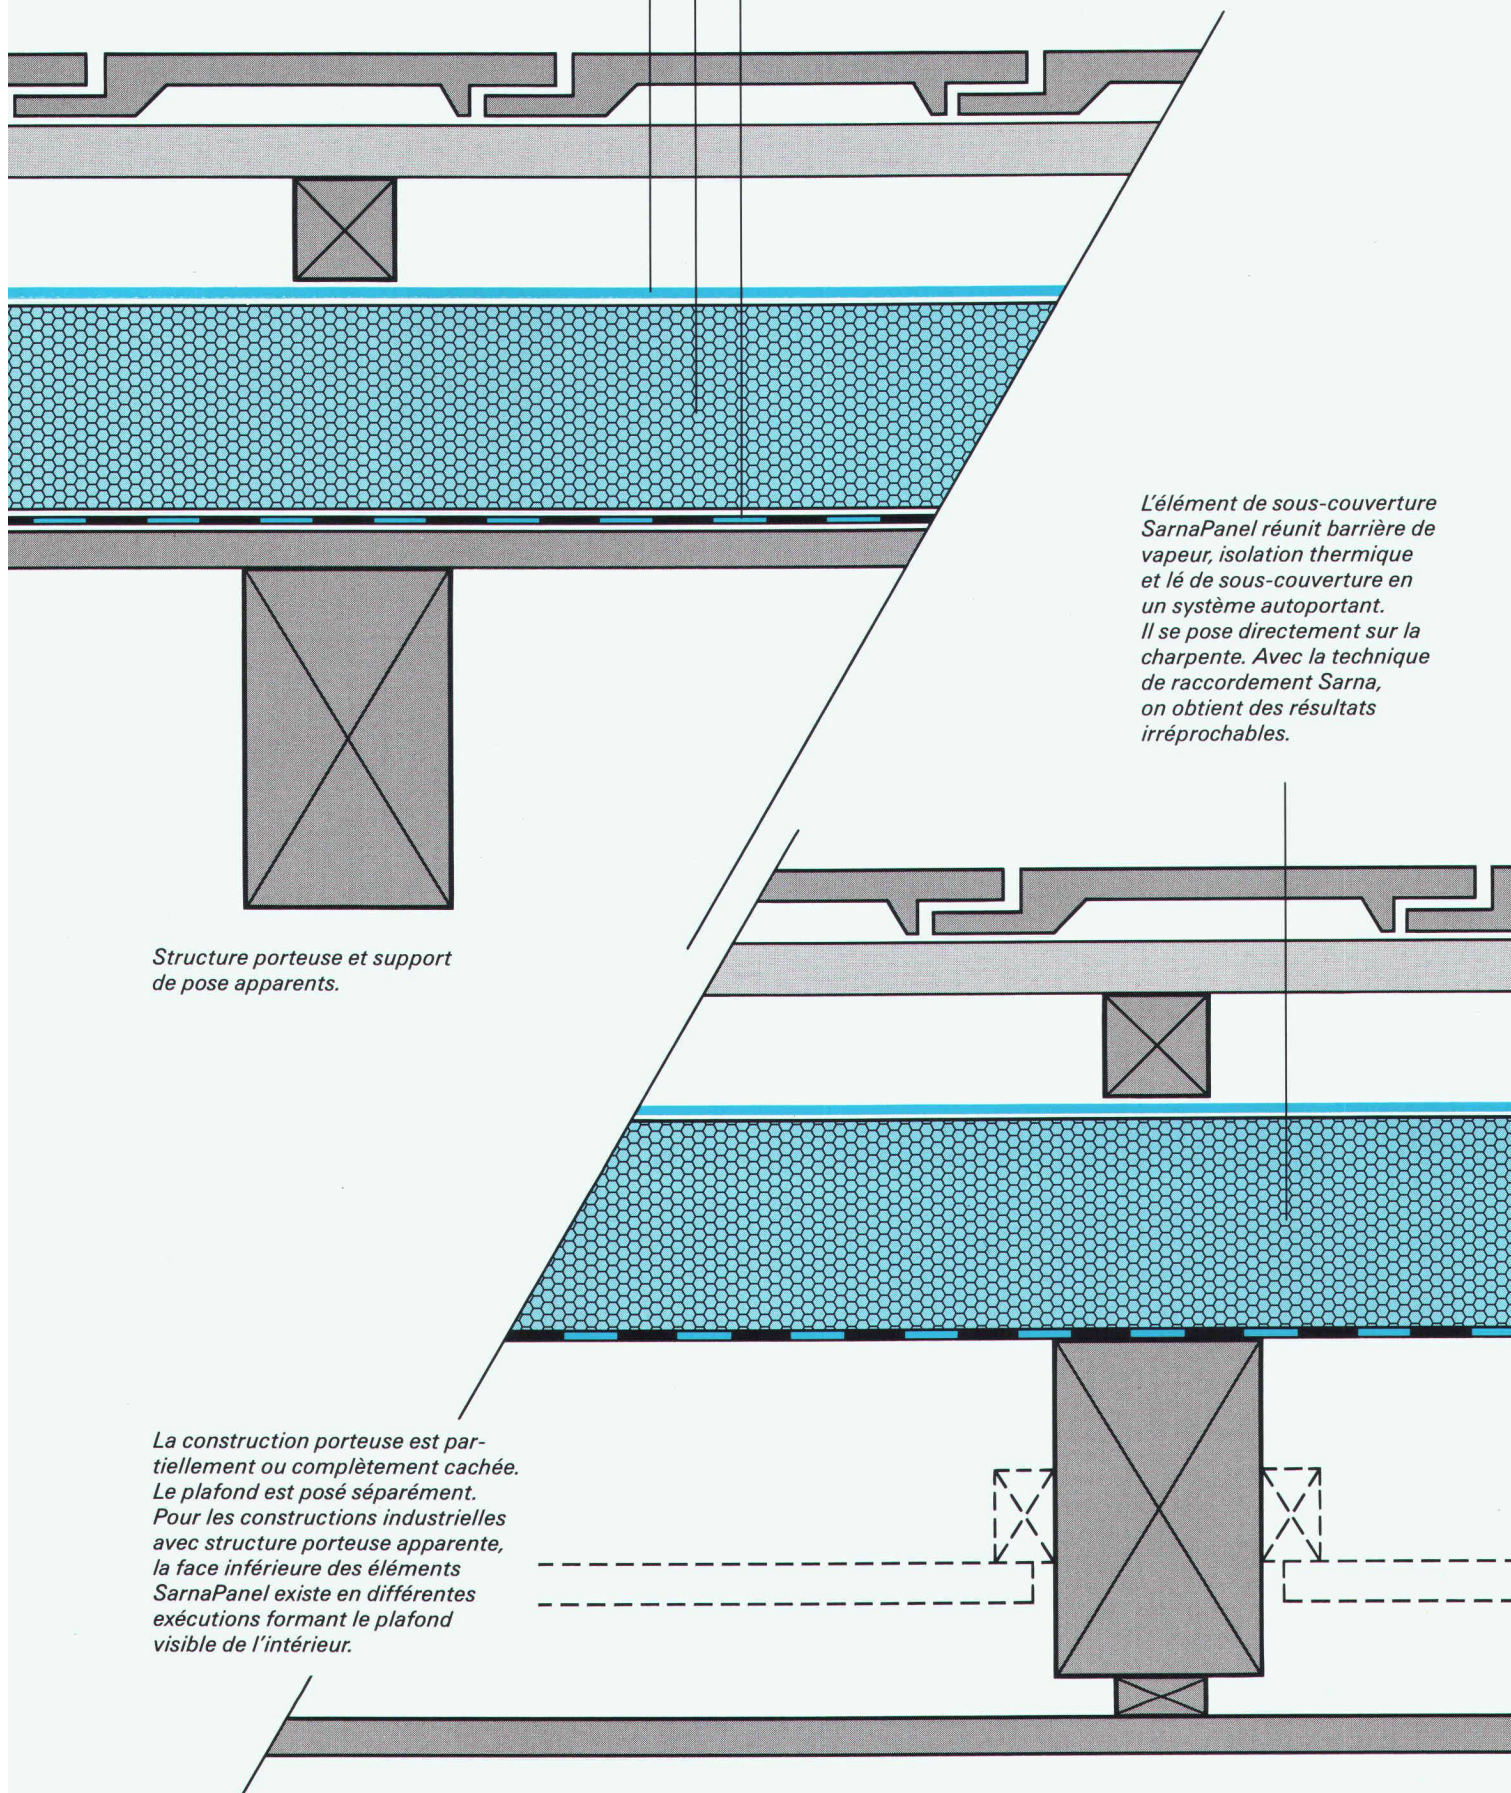 L'élément de sous-couverture
SarnaPanel réunit barrière de
vapeur, isolation thermique
et lé de sous-couverture en
un système autoportant.
Il se pose directement sur la
charpente. Avec la technique
de raccordement Sarna,
on obtient des résultats
irréprochables.
Structure porteuse et support
de pose apparents.
La construction porteuse est par-
tiellement ou complètement cachée.
Le plafond est posé séparément.
Pour les constructions industrielles
avec structure porteuse apparente,
la face inférieure des éléments
SarnaPanel existe en différentes
exécutions formant le plafond
visible de l'intérieur.